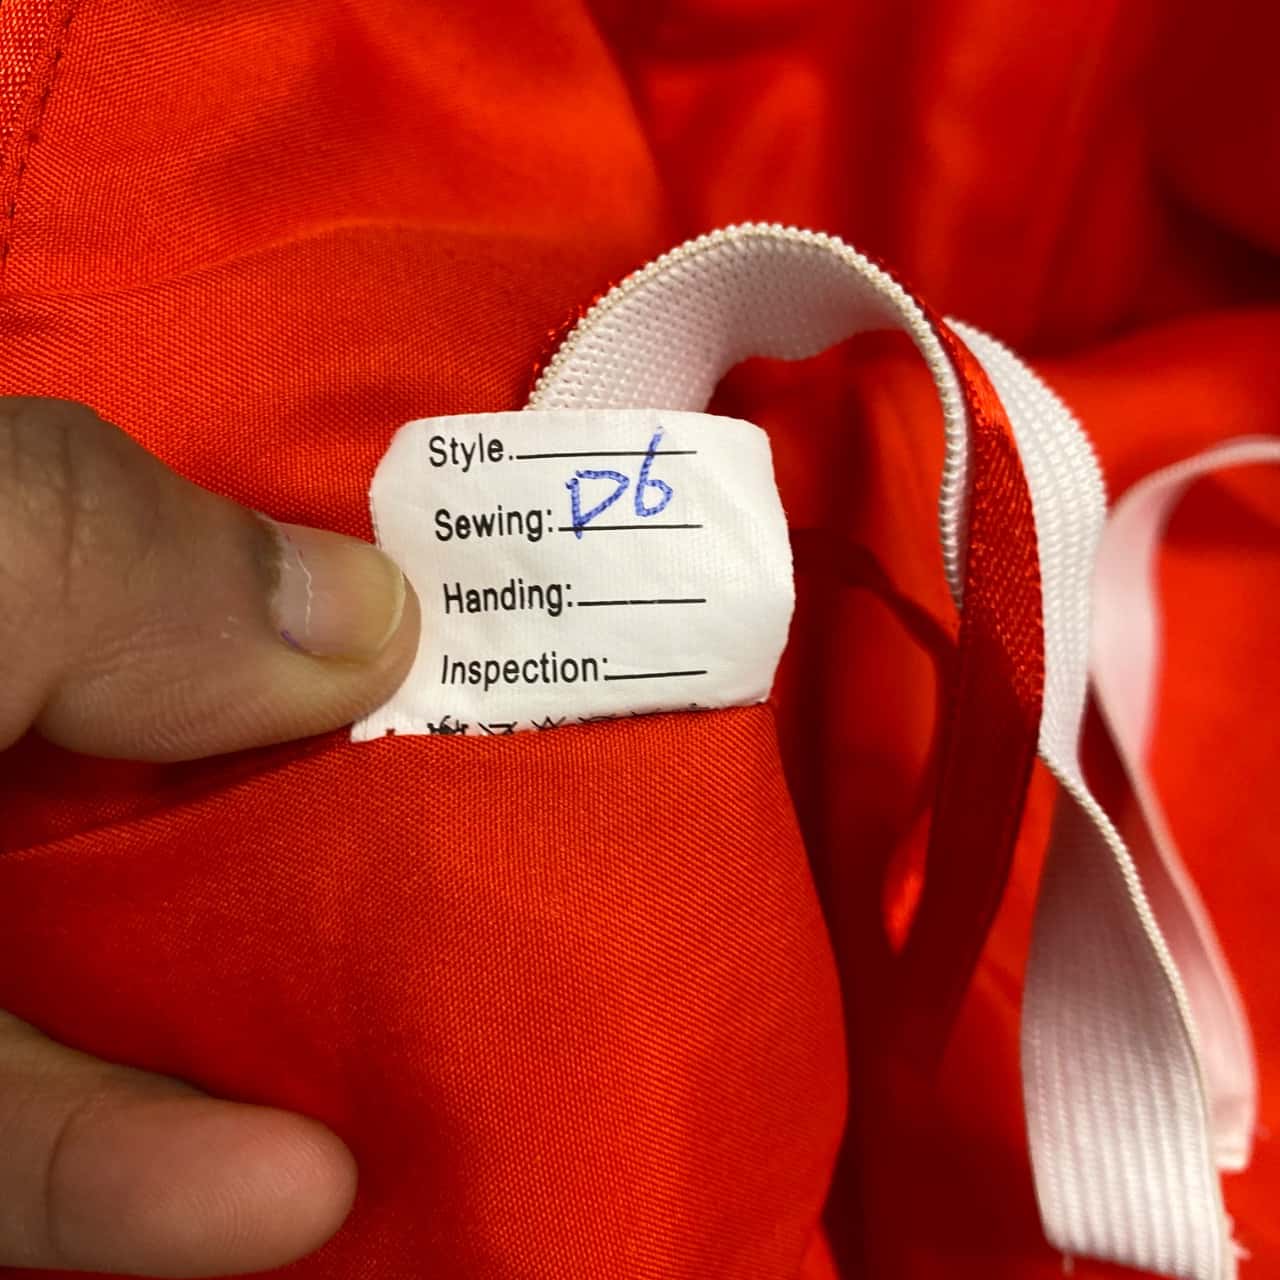 Style.
Sewing: D6
Handing:
Inspection: